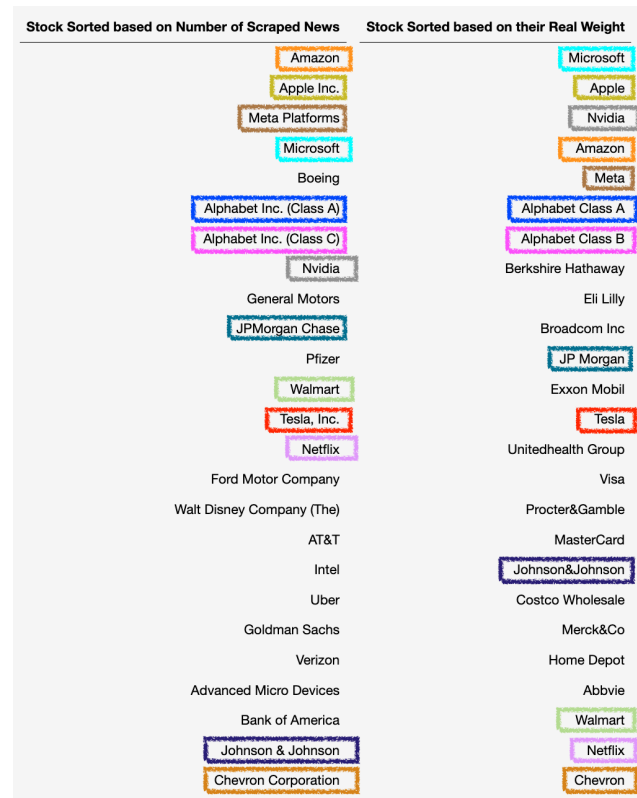 Stock Sorted based on Number of Scraped News Stock Sorted based on their Real Weight
Amazon Microsoft
Apple Inc. Apple
Meta Platforms Nvidia
Microsoft Amazon
Boeing Meta
Alphabet Inc. (Class A) Alphabet Class A
Alphabet Inc. (Class C) Alphabet Class B
Nvidia Berkshire Hathaway
General Motors Eli Lilly
JPMorgan Chase Broadcom Inc
Pfizer JP Morgan
Walmart Exxon Mobil
Tesla, Inc. Tesla
Netflix Unitedhealth Group
Ford Motor Company Visa
Walt Disney Company (The) Procter&Gamble
AT&T MasterCard
Intel Johnson&Johnson
Uber Costco Wholesale
Goldman Sachs Merck&Co
Verizon Home Depot
Advanced Micro Devices Abbvie
Bank of America Walmart
Johnson & Johnson Netflix
Chevron Corporation Chevron